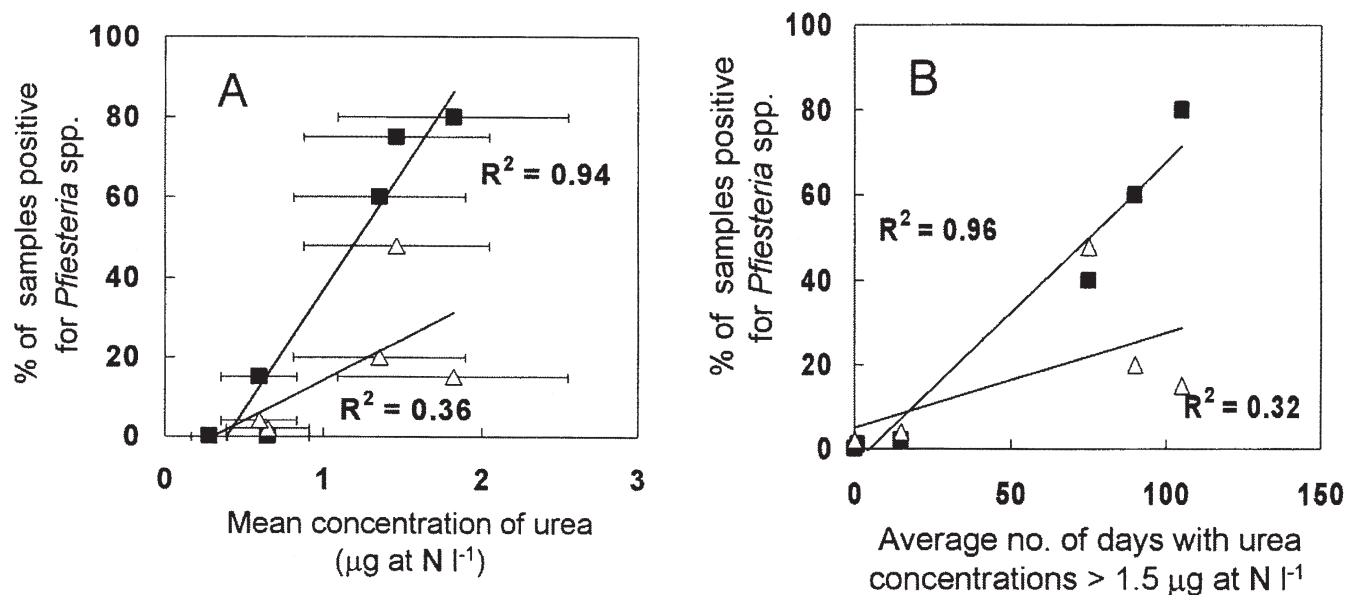 % of samples positive
for Pfiesteria spp.
100
80
60
40
20
0
A
R² = 0.94
R² = 0.36
0
1
2
3
Mean concentration of urea
(µg at N l⁻¹)
% of samples positive
for Pfiesteria spp.
100
80
60
40
20
0
B
R² = 0.96
R² = 0.32
0
50
100
150
Average no. of days with urea
concentrations > 1.5 µg at N l⁻¹